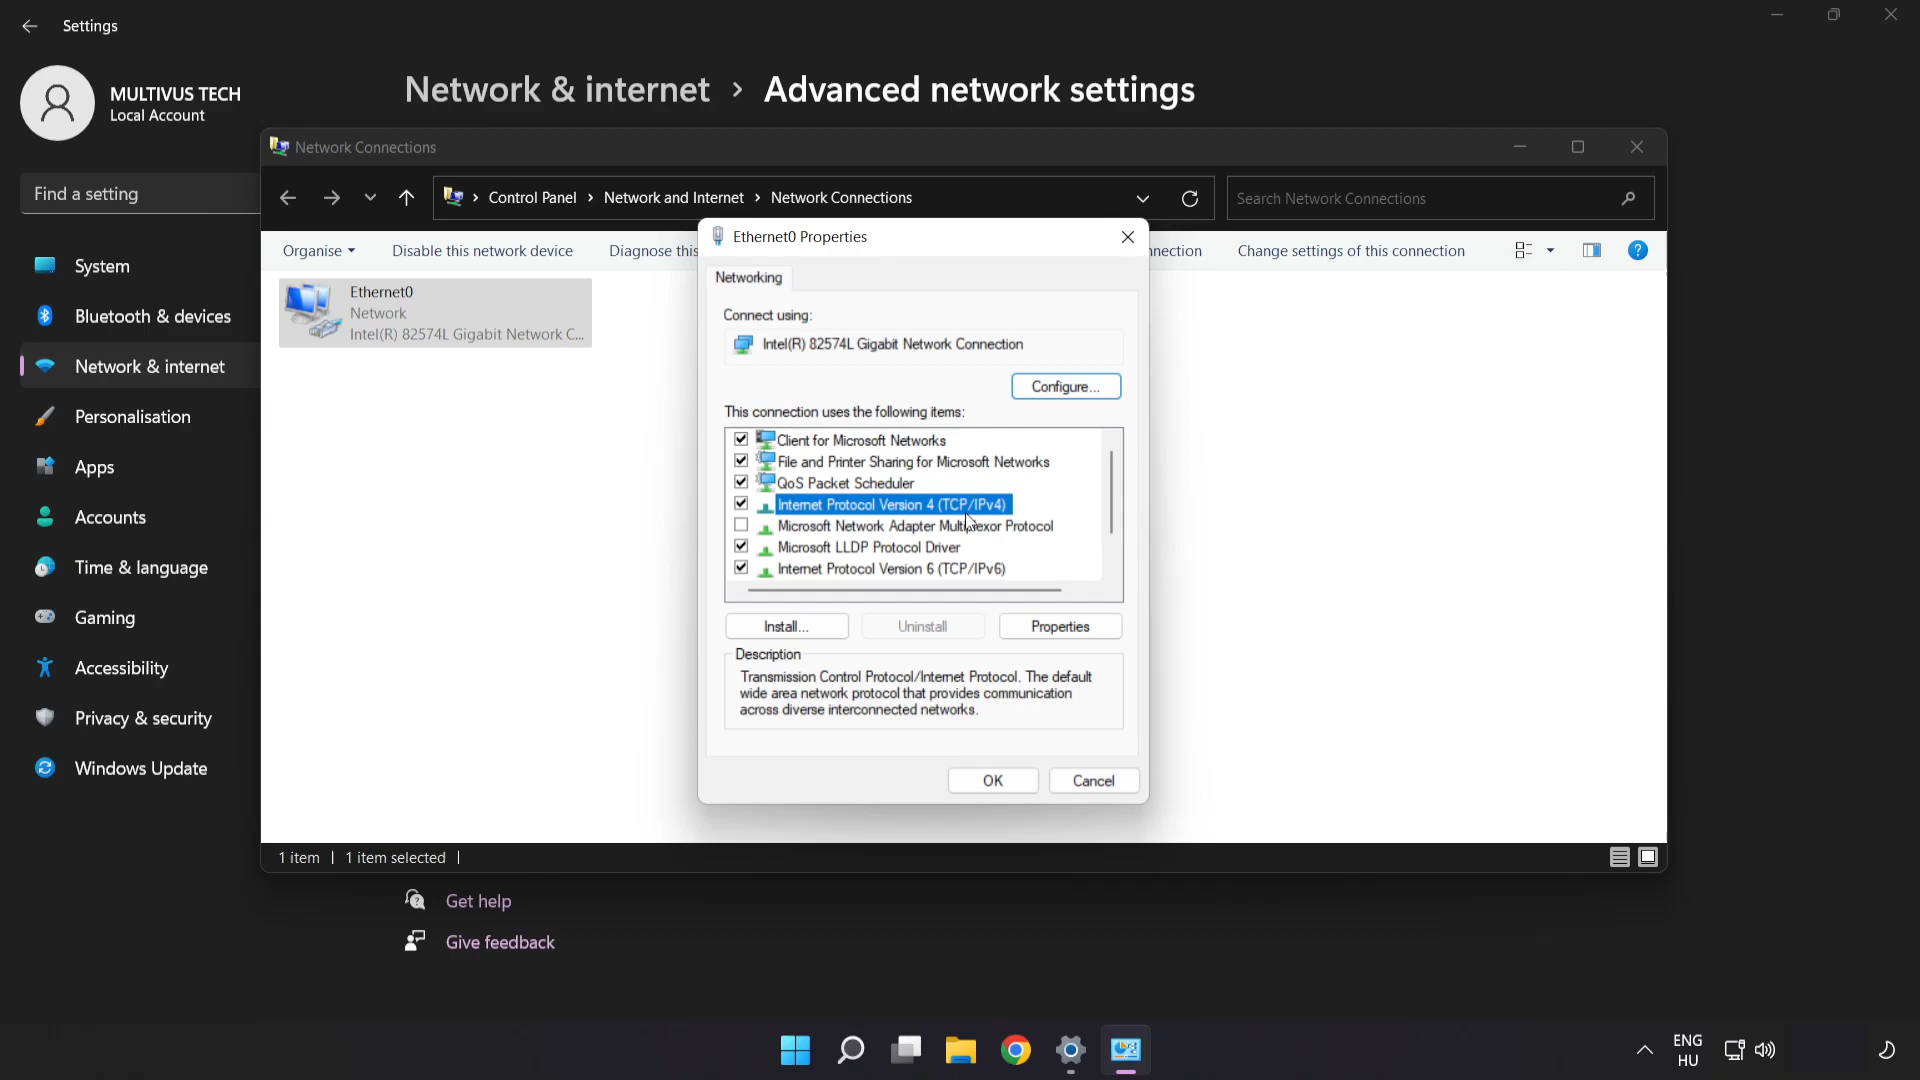 Settings
MULTIVUS TECH
Local Account
Find a setting
System
Bluetooth & devices
Network & internet
Personalisation
Apps
Accounts
Time & language
Gaming
Accessibility
Privacy & security
Windows Update
Network & internet › Advanced network settings
Network Connections
Control Panel › Network and Internet › Network Connections
Search Network Connections
Organise
Disable this network device
Diagnose this
Change settings of this connection
Ethernet0
Network
Intel(R) 82574L Gigabit Network C...
Ethernet0 Properties
Networking
Connect using:
Intel(R) 82574L Gigabit Network Connection
Configure...
This connection uses the following items:
Client for Microsoft Networks
File and Printer Sharing for Microsoft Networks
QoS Packet Scheduler
Internet Protocol Version 4 (TCP/IPv4)
Microsoft Network Adapter Multiplexor Protocol
Microsoft LLDP Protocol Driver
Internet Protocol Version 6 (TCP/IPv6)
Install...
Uninstall
Properties
Description
Transmission Control Protocol/Internet Protocol. The default
wide area network protocol that provides communication
across diverse interconnected networks.
OK
Cancel
1 item
1 item selected
Get help
Give feedback
ENG
HU